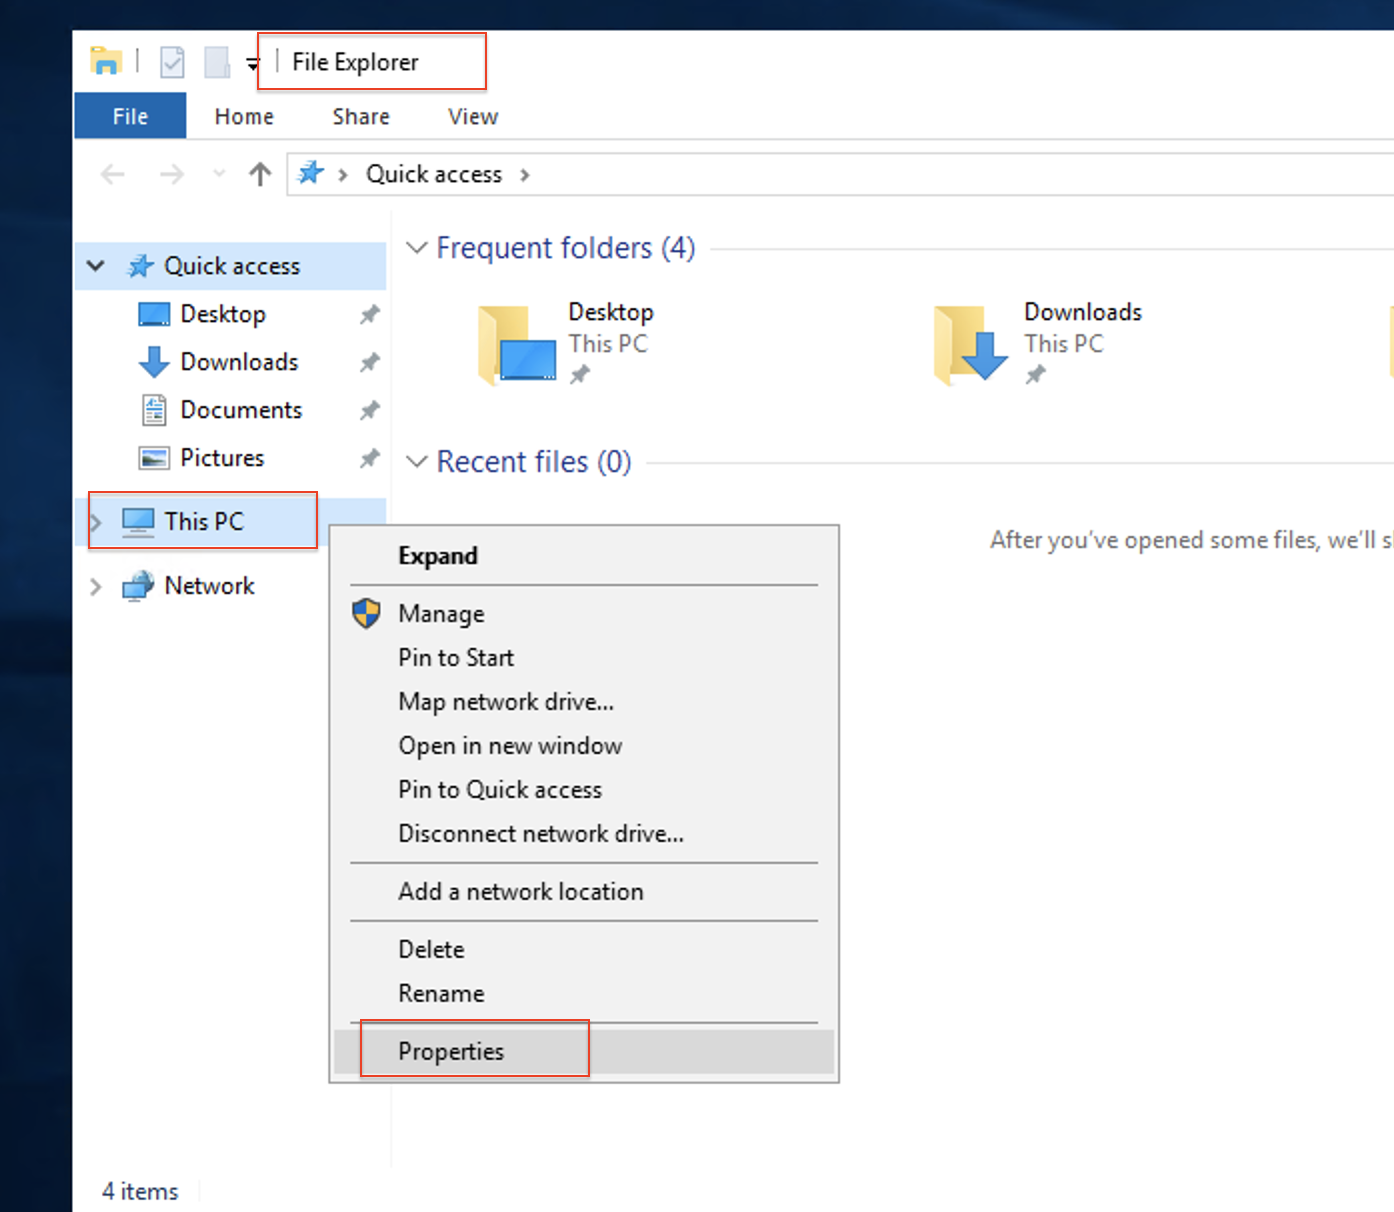 File Explorer
File Home Share View
Quick access
Quick access
Desktop
Downloads
Documents
Pictures
This PC
Network
Frequent folders (4)
Desktop
This PC
Downloads
This PC
Recent files (0)
After you've opened some files, we'll
Expand
Manage
Pin to Start
Map network drive...
Open in new window
Pin to Quick access
Disconnect network drive...
Add a network location
Delete
Rename
Properties
4 items